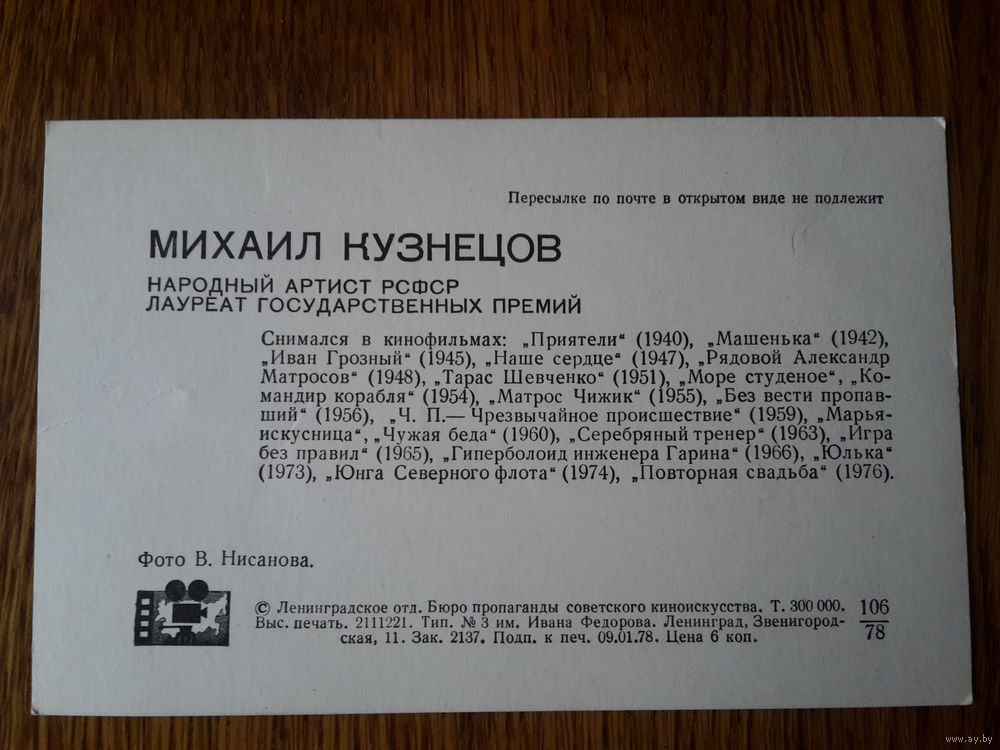 Пересылке по почте в открытом виде не подлежит
МИХАИЛ КУЗНЕЦОВ
НАРОДНЫЙ АРТИСТ РСФСР
ЛАУРЕАТ ГОСУДАРСТВЕННЫХ ПРЕМИЙ
Снимался в кинофильмах: „Приятели“ (1940), „Машенька“ (1942),
„Иван Грозный“ (1945), „Наше сердце“ (1947), „Рядовой Александр
Матросов“ (1948), „Тарас Шевченко“ (1951), „Море студеное“, „Ко-
мандир корабля“ (1954), „Матрос Чижик“ (1955), „Без вести пропав-
ший“ (1956), „Ч. П.— Чрезвычайное происшествие“ (1959), „Марья-
искусница“, „Чужая беда“ (1960), „Серебряный тренер“ (1963), „Игра
без правил“ (1965), „Гиперболоид инженера Гарина“ (1966), „Юлька“
(1973), „Юнга Северного флота“ (1974), „Повторная свадьба“ (1976).
Фото В. Нисанова.
© Ленинградское отд. Бюро пропаганды советского киноискусства. Т. 300 000.
Выс. печать. 2111221. Тип. № 3 им. Ивана Федорова. Ленинград, Звенигород-
ская, 11. Зак. 2137. Подп. к печ. 09.01.78. Цена 6 коп.
106
78
www.ay.by